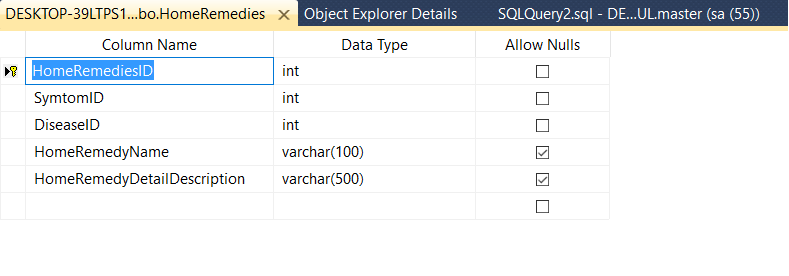 DESKTOP-39LTPS1...bo.HomeRemedies Object Explorer Details SQLQuery2.sql - DE...UL.master (sa (55))
Column Name Data Type Allow Nulls
HomeRemediesID int
SymtomID int
DiseaseID int
HomeRemedyName varchar(100)
HomeRemedyDetailDescription varchar(500)